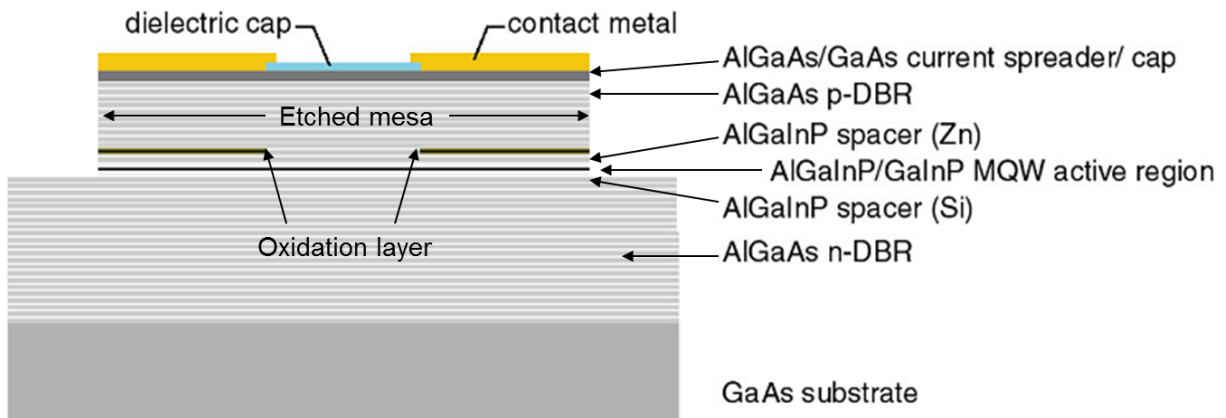 dielectric cap
contact metal
AlGaAs/GaAs current spreader/ cap
AlGaAs p-DBR
Etched mesa
AlGaInP spacer (Zn)
AlGaInP/GaInP MQW active region
AlGaInP spacer (Si)
Oxidation layer
AlGaAs n-DBR
GaAs substrate